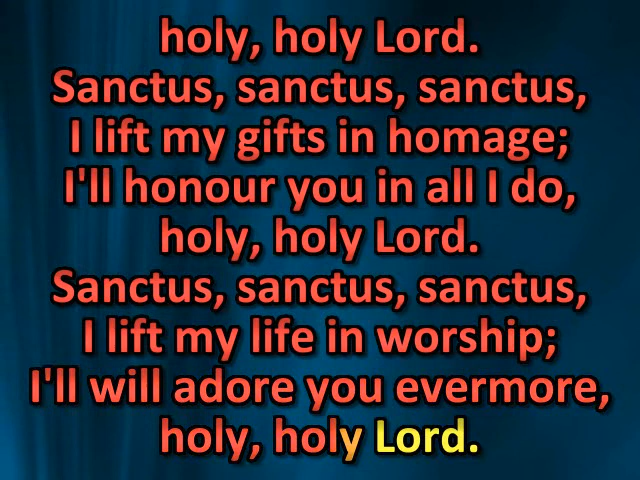 holy, holy Lord.
Sanctus, sanctus, sanctus,
I lift my gifts in homage;
I'll honour you in all I do,
holy, holy Lord.
Sanctus, sanctus, sanctus,
I lift my life in worship;
I'll will adore you evermore,
holy, holy Lord.